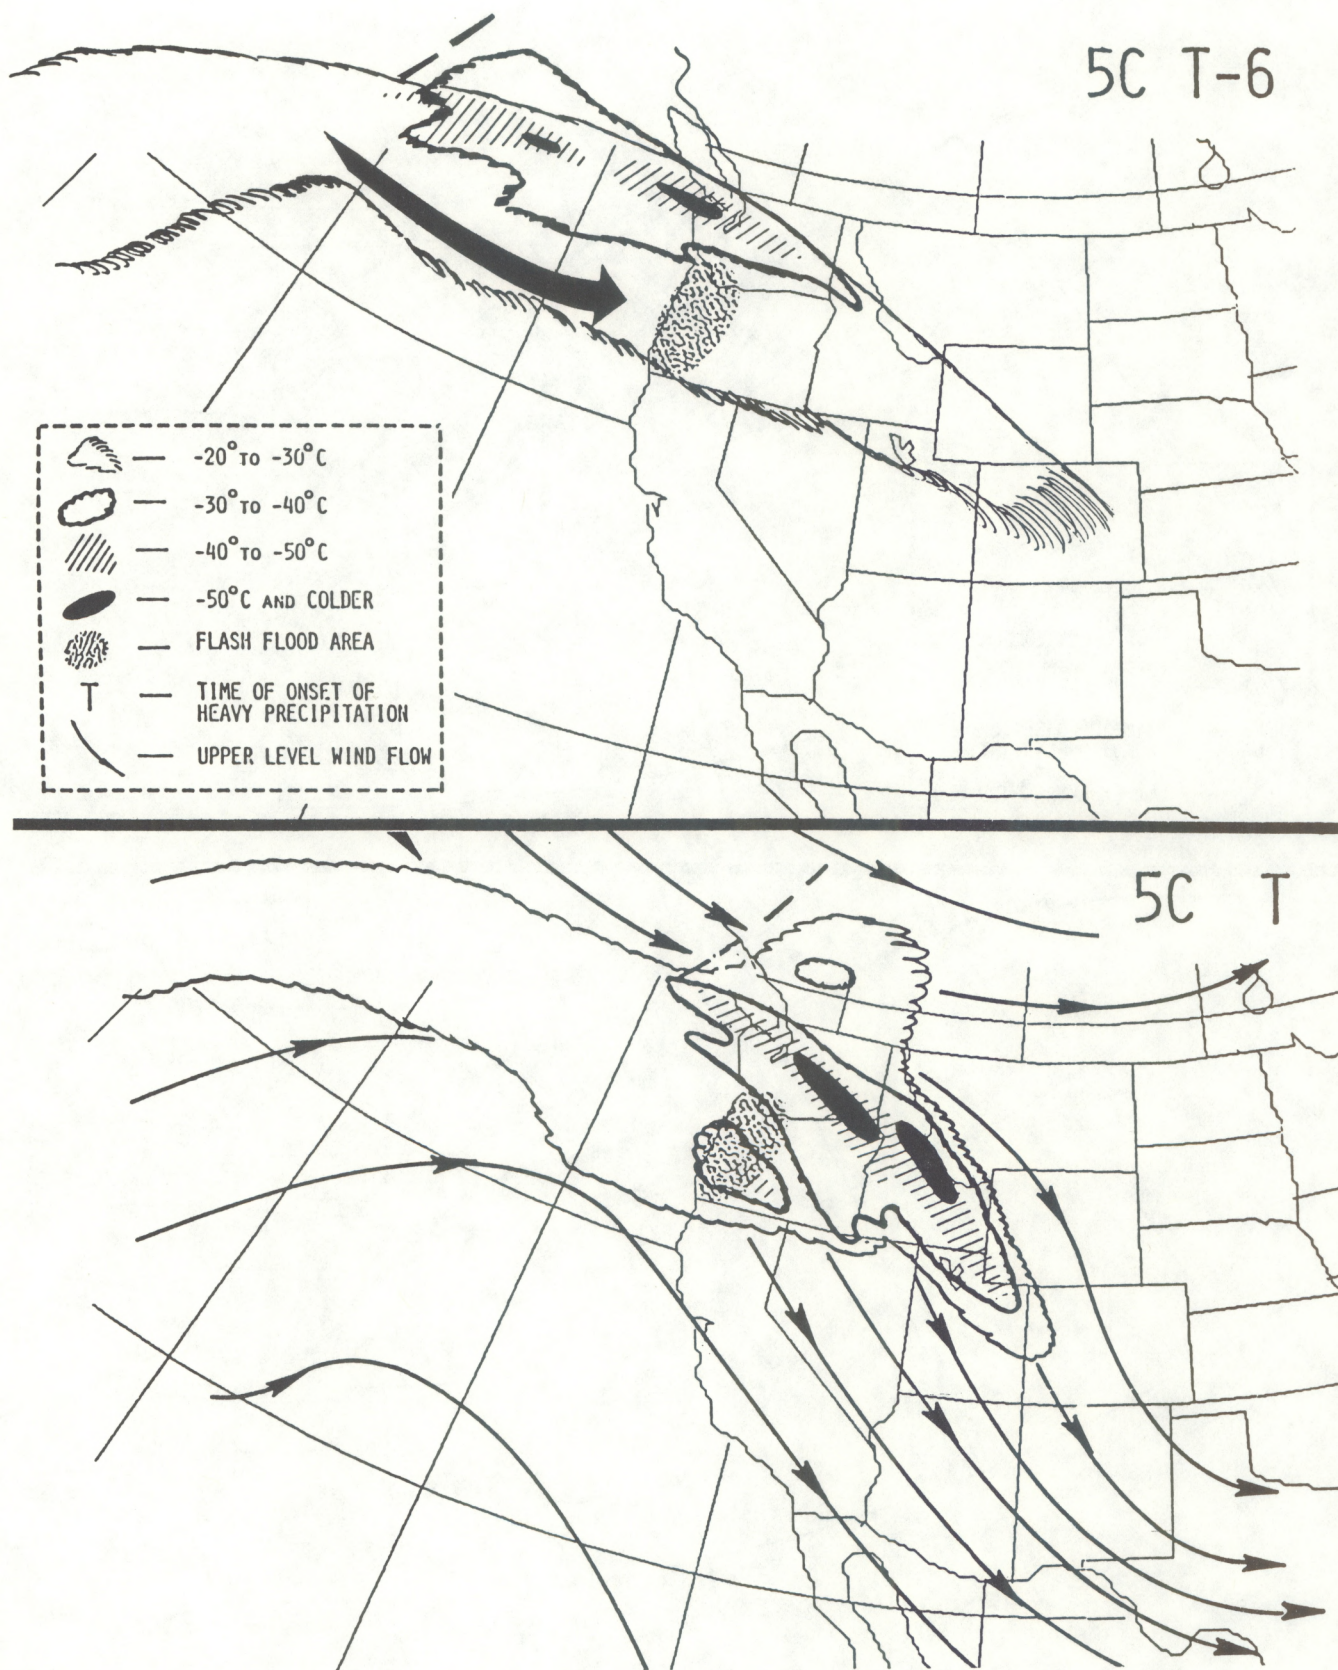 5C T-6
-20° TO -30°C
-30° TO -40°C
-40° TO -50°C
-50°C AND COLDER
FLASH FLOOD AREA
T — TIME OF ONSET OF
HEAVY PRECIPITATION
UPPER LEVEL WIND FLOW
5C T